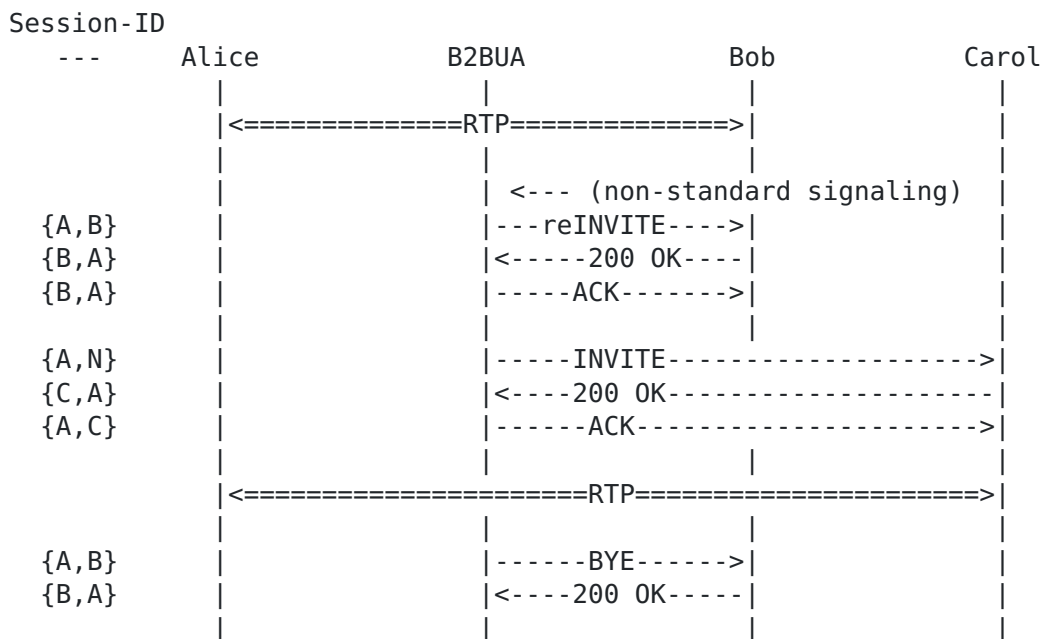 Session-ID
   ---     Alice            B2BUA             Bob            Carol
              |                |                |               |
              |<==============RTP==============>|               |
              |                |                |               |
              |                | <--- (non-standard signaling)  |
  {A,B}       |                |---reINVITE---->|               |
  {B,A}       |                |<-----200 OK----|               |
  {B,A}       |                |-----ACK------->|               |
              |                |                |               |
  {A,N}       |                |-----INVITE-------------------->|
  {C,A}       |                |<----200 OK---------------------|
  {A,C}       |                |------ACK---------------------->|
              |                |                |               |
              |<======================RTP======================>|
              |                |                |               |
  {A,B}       |                |------BYE------>|               |
  {B,A}       |                |<----200 OK-----|               |
              |                |                |               |